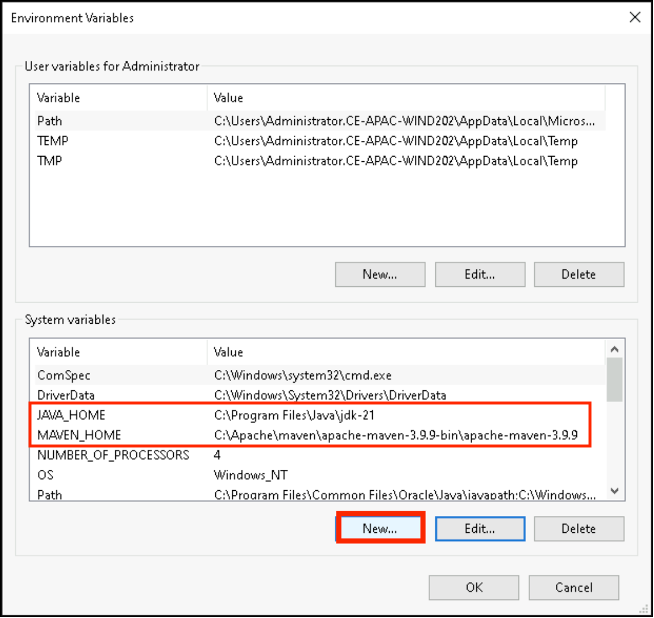 Environment Variables
User variables for Administrator
Variable Value
Path C:\Users\Administrator.CE-APAC-WIND202\AppData\Local\Micros...
TEMP C:\Users\Administrator.CE-APAC-WIND202\AppData\Local\Temp
TMP C:\Users\Administrator.CE-APAC-WIND202\AppData\Local\Temp
New... Edit... Delete
System variables
Variable Value
ComSpec C:\Windows\system32\cmd.exe
DriverData C:\Windows\System32\Drivers\DriverData
JAVA_HOME C:\Program Files\Java\jdk-21
MAVEN_HOME C:\Apache\maven\apache-maven-3.9.9-bin\apache-maven-3.9.9
NUMBER_OF_PROCESSORS 4
OS Windows_NT
Path C:\Program Files\Common Files\Oracle\Java\javapath;C:\Windows...
New... Edit... Delete
OK Cancel